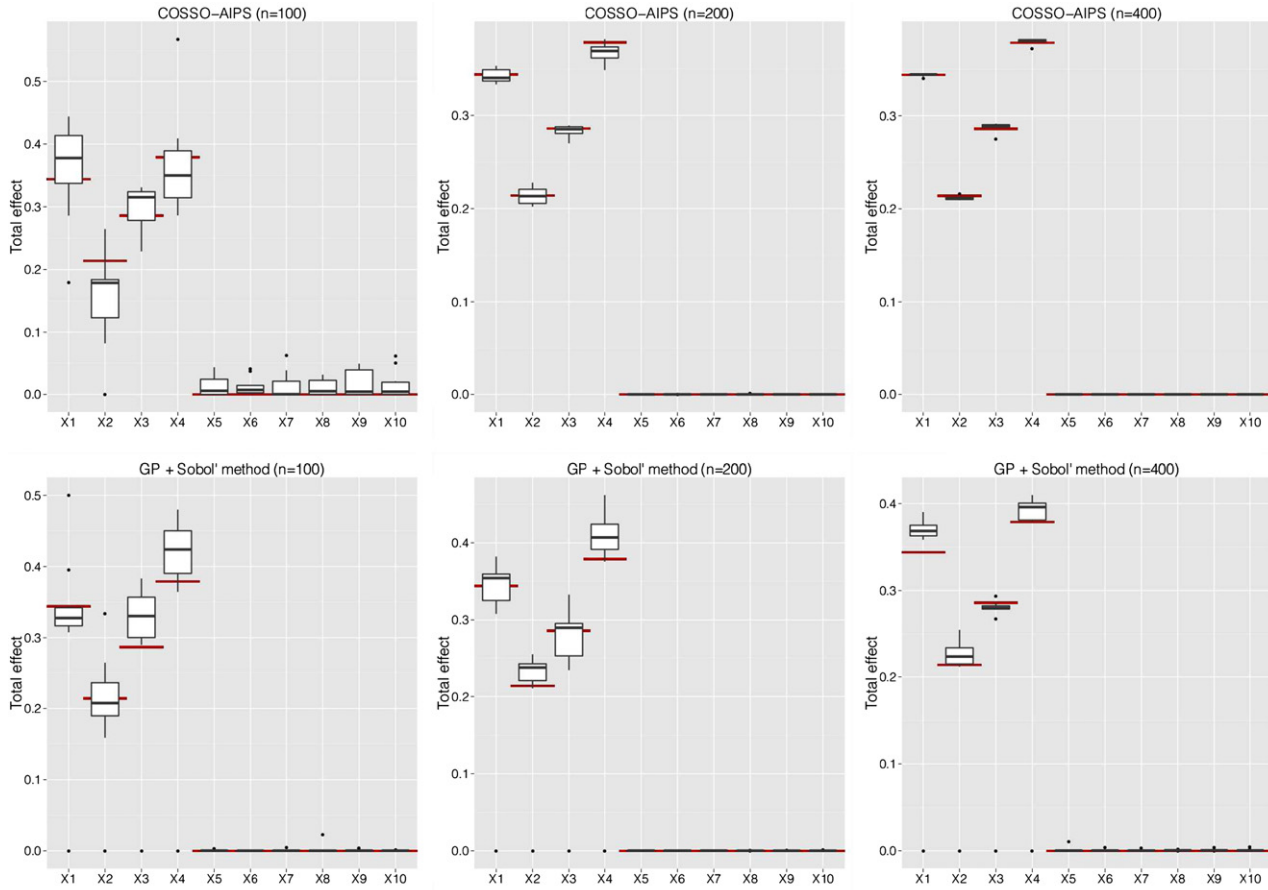 COSSO−AIPS (n=100)
Total effect
0.5
0.4
0.3
0.2
0.1
0.0
X1 X2 X3 X4 X5 X6 X7 X8 X9 X10
COSSO−AIPS (n=200)
Total effect
0.3
0.2
0.1
0.0
X1 X2 X3 X4 X5 X6 X7 X8 X9 X10
COSSO−AIPS (n=400)
Total effect
0.3
0.2
0.1
0.0
X1 X2 X3 X4 X5 X6 X7 X8 X9 X10
GP + Sobol' method (n=100)
Total effect
0.5
0.4
0.3
0.2
0.1
0.0
X1 X2 X3 X4 X5 X6 X7 X8 X9 X10
GP + Sobol' method (n=200)
Total effect
0.4
0.3
0.2
0.1
0.0
X1 X2 X3 X4 X5 X6 X7 X8 X9 X10
GP + Sobol' method (n=400)
Total effect
0.4
0.3
0.2
0.1
0.0
X1 X2 X3 X4 X5 X6 X7 X8 X9 X10